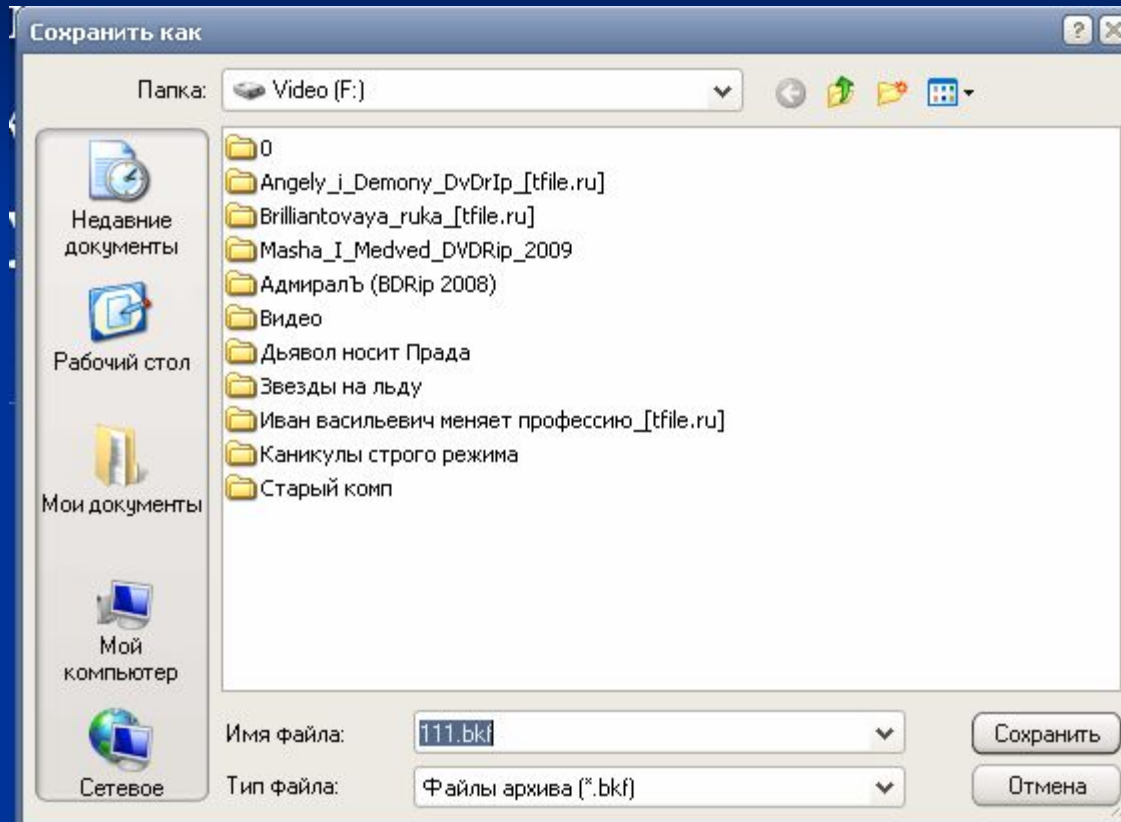 Сохранить как
Папка:
Video (F:)
Недавние
документы
Рабочий стол
Мои документы
Мой
компьютер
Сетевое
0
Angely_i_Demony_DvDrIp_[tfile.ru]
Brilliantovaya_ruka_[tfile.ru]
Masha_I_Medved_DVDRip_2009
АдмиралЪ (BDRip 2008)
Видео
Дьявол носит Прада
Звезды на льду
Иван васильевич меняет профессию_[tfile.ru]
Каникулы строго режима
Старый комп
Имя файла:
111.bkf
Сохранить
Тип файла:
Файлы архива (*.bkf)
Отмена